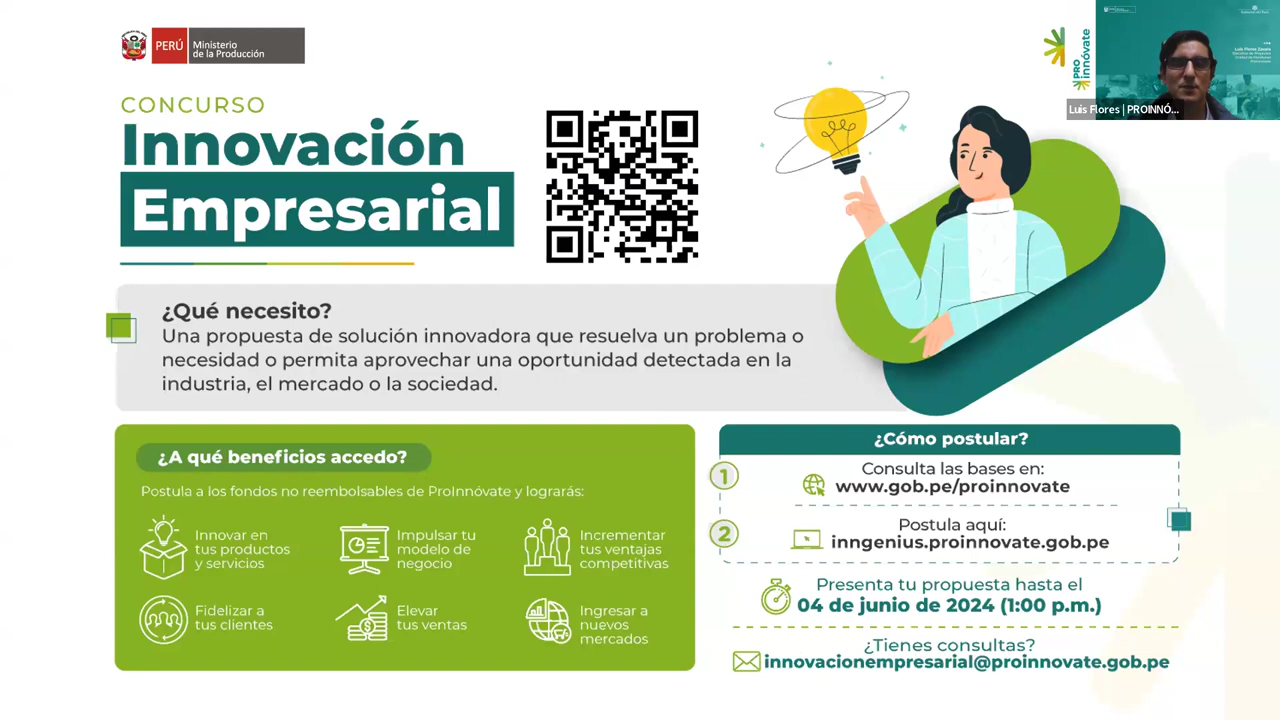 PERÚ
Ministerio
de la Producción
CONCURSO
Innovación
Empresarial
PRO
innóvate
Luis Flores Zavala
Luis Flores | PROINNÓ...
¿Qué necesito?
Una propuesta de solución innovadora que resuelva un problema o
necesidad o permita aprovechar una oportunidad detectada en la
industria, el mercado o la sociedad.
¿A qué beneficios accedo?
Postula a los fondos no reembolsables de ProInnóvate y lograrás:
Innovar en
tus productos
y servicios
Impulsar tu
modelo de
negocio
Incrementar
tus ventajas
competitivas
Fidelizar a
tus clientes
Elevar
tus ventas
Ingresar a
nuevos
mercados
¿Cómo postular?
1
Consulta las bases en:
www.gob.pe/proinnovate
2
Postula aquí:
inngenius.proinnovate.gob.pe
Presenta tu propuesta hasta el
04 de junio de 2024 (1:00 p.m.)
¿Tienes consultas?
innovacionempresarial@proinnovate.gob.pe